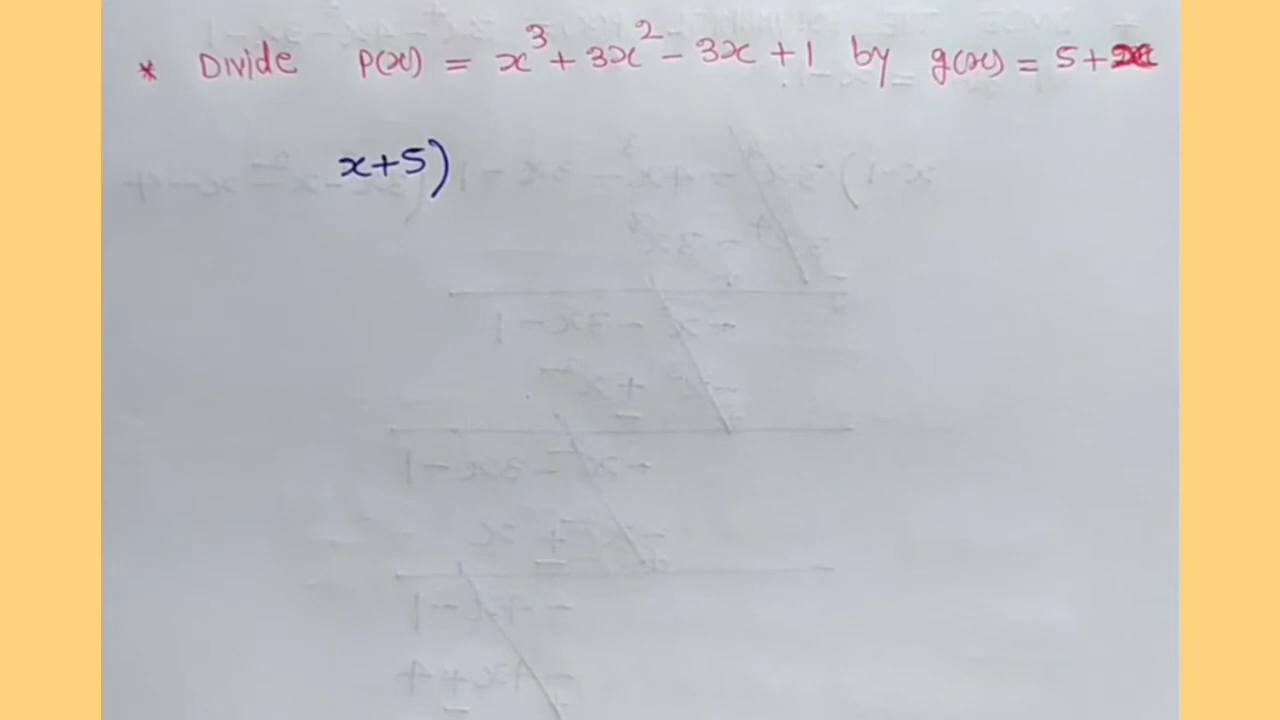 * Divide p(x) = x³ + 3x² - 3x + 1 by g(x) = 5 + x
x+5)